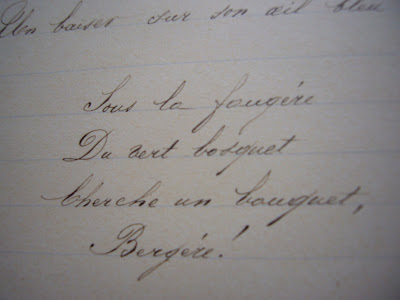 Un baiser sur son œil bleu
Sous la fougère
Du vert bosquet
Cherche un bouquet,
Bergère!